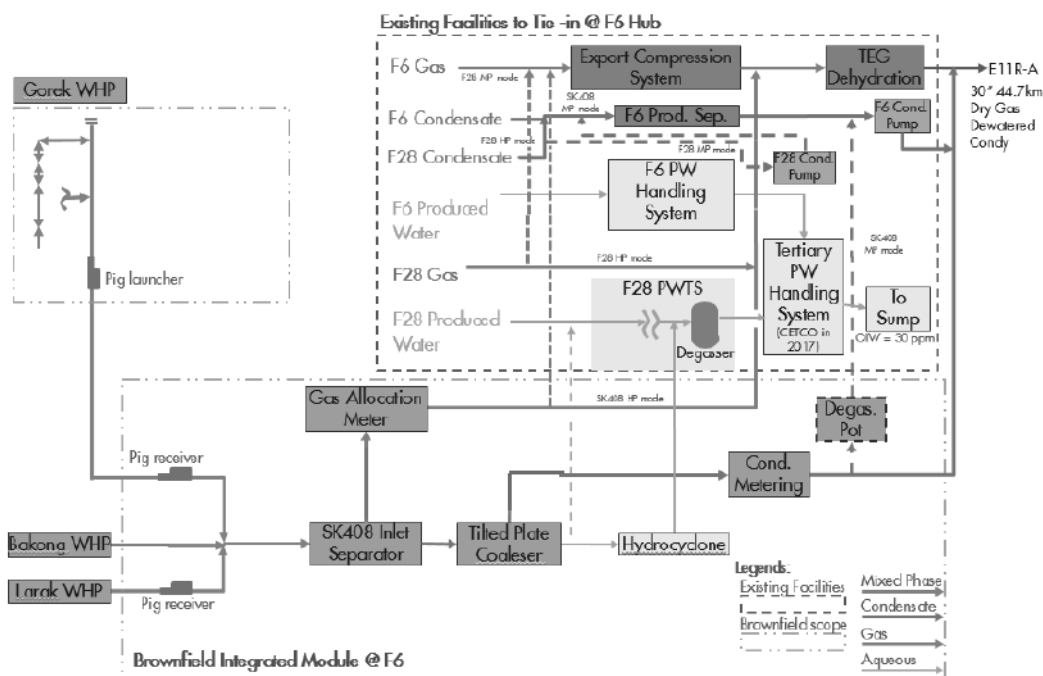 Existing Facilities to Tie -in @ F6 Hub
Gorek WHP
F6 Gas
F28 MP mode
Export Compression
System
TEG
Dehydration
E11R-A
30" 44.7km
Dry Gas
Dewatered
Condy
SK408
MP mode
F6 Condensate
F6 Prod. Sep.
F6 Cond.
Pump
F28 HP mode
F28 Condensate
F28 MP mode
F28 Cond.
Pump
F6 PW
Handling
System
F6 Produced
Water
SK408
MP mode
Pig launcher
F28 HP mode
F28 Gas
Tertiary
PW
Handling
System
(CETCO in
2017)
F28 PWTS
To
Sump
OIW = 30 ppm
F28 Produced
Water
Degasser
Gas Allocation
Meter
SK408 HP mode
Degas.
Pot
Pig receiver
Cond.
Metering
Bakong WHP
SK408 Inlet
Separator
Tilted Plate
Coaleser
Hydrocyclone
Larak WHP
Pig receiver
Legends:
Existing Facilities
Brownfield scope
Mixed Phase
Condensate
Gas
Aqueous
Brownfield Integrated Module @ F6